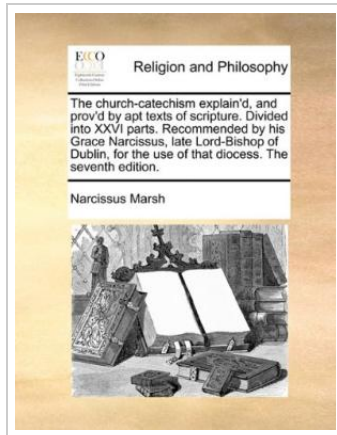 ECCO
Religion and Philosophy
The church-catechism explain'd, and
prov'd by apt texts of scripture. Divided
into XXVI parts. Recommended by his
Grace Narcissus, late Lord-Bishop of
Dublin, for the use of that diocess. The
seventh edition.
Narcissus Marsh